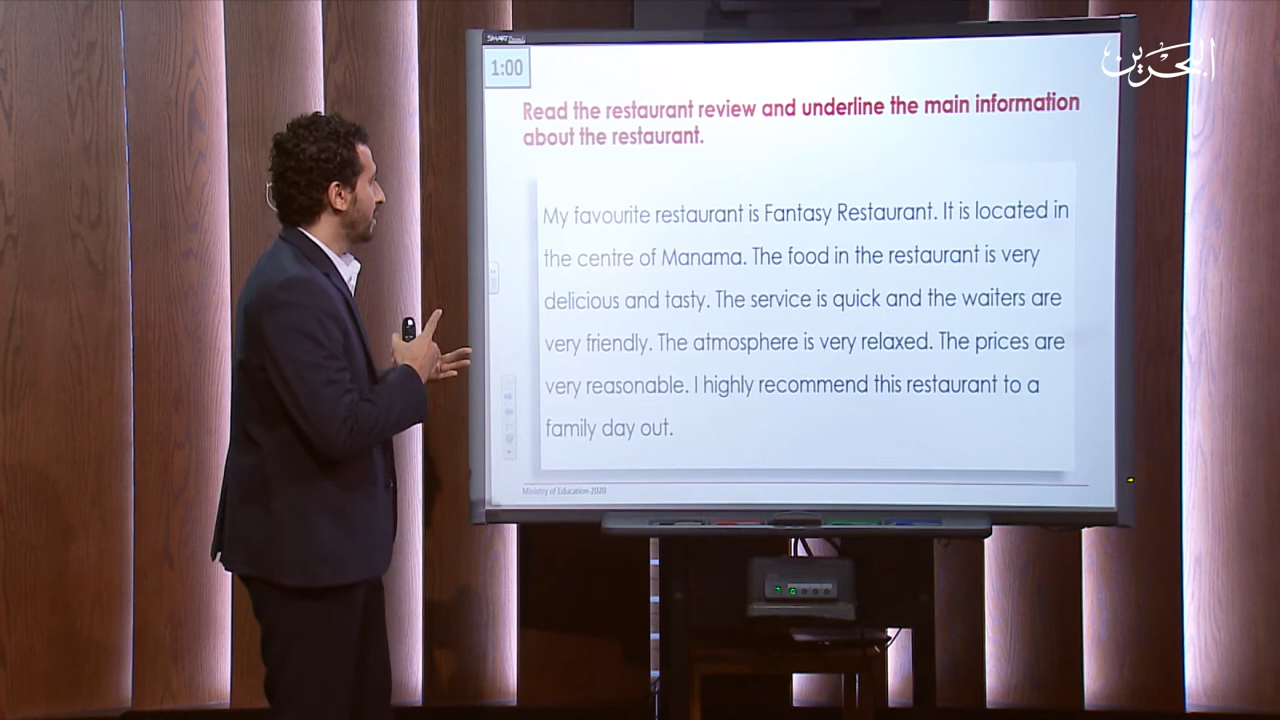 SMART
1:00
البحرين
Read the restaurant review and underline the main information
about the restaurant.
My favourite restaurant is Fantasy Restaurant. It is located in
the centre of Manama. The food in the restaurant is very
delicious and tasty. The service is quick and the waiters are
very friendly. The atmosphere is very relaxed. The prices are
very reasonable. I highly recommend this restaurant to a
family day out.
Ministry of Education-2020